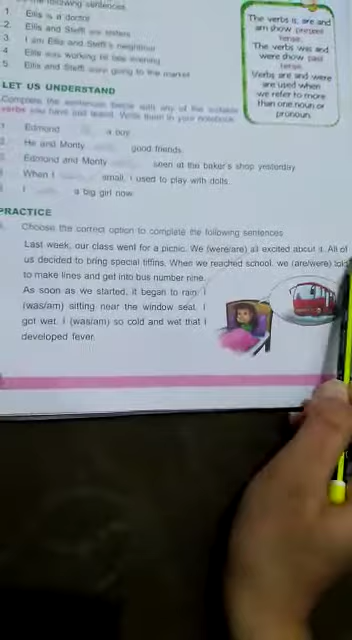 the following sentences
1. Ellis is a doctor
2. Ellis and Steffi are sisters
3. I am Ellis and Steffi's neighbour
4. Ellis was working till late evening
5. Ellis and Steffi were going to the market
The verbs is, are and
am show present
tense.
The verbs was and
were show past
tense.
Verbs are and were
are used when
we refer to more
than one noun or
pronoun.
LET US UNDERSTAND
Complete the sentences below with any of the suitable
verbs you have just learnt. Write them in your notebook
1. Edmond a boy
2. He and Monty good friends.
Edmond and Monty seen at the baker's shop yesterday
When I small, I used to play with dolls.
I a big girl now
PRACTICE
Choose the correct option to complete the following sentences
Last week, our class went for a picnic. We (were/are) all excited about it. All of
us decided to bring special tiffins. When we reached school, we (are/were) told
to make lines and get into bus number nine.
As soon as we started, it began to rain. I
(was/am) sitting near the window seat. I
got wet. I (was/am) so cold and wet that I
developed fever.